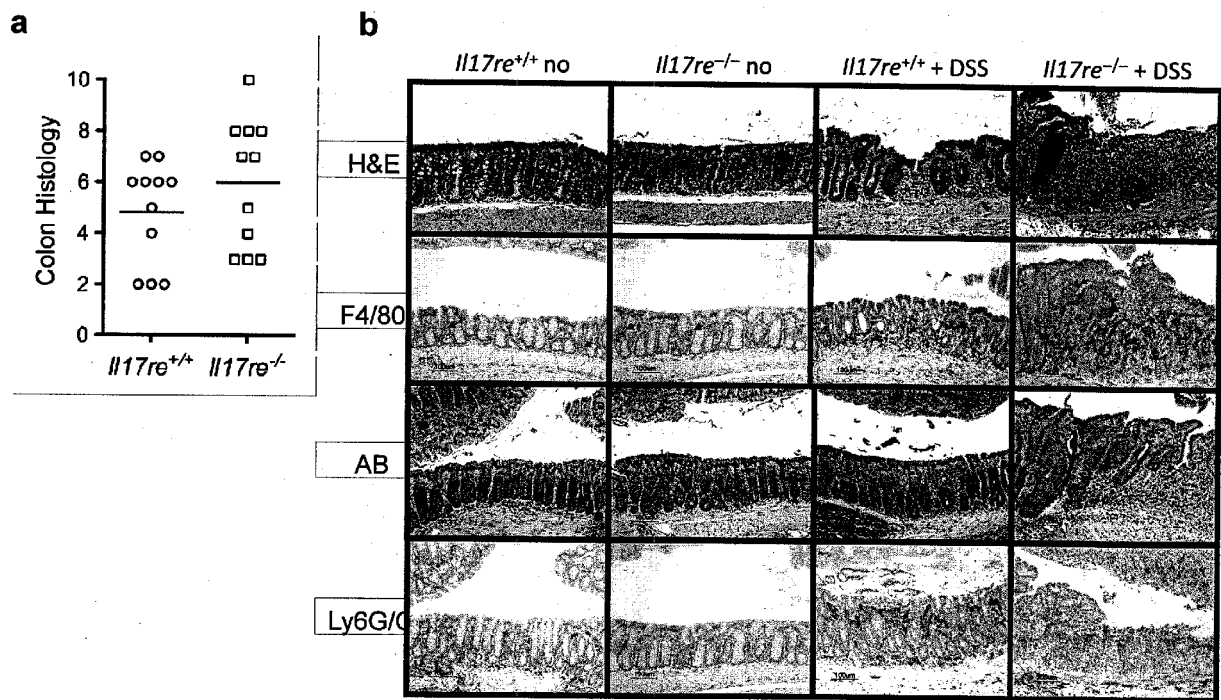 a
b
10
8
6
4
2
0
Colon Histology
Il17re+/+ Il17re-/-
Il17re+/+ no Il17re−/− no Il17re+/+ + DSS Il17re−/− + DSS
H&E
F4/80
AB
Ly6G/
100um